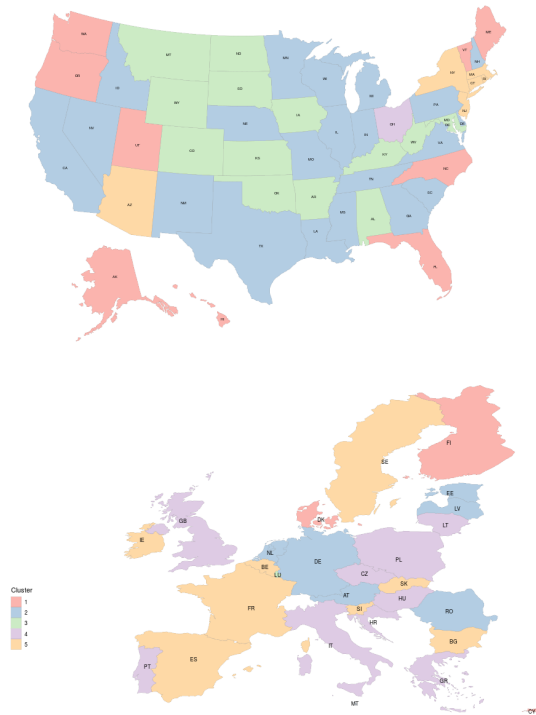 WA
ME
MT
ND
VT
MN
NH
OR
WI
NY
MA
ID
SD
CT
RI
WY
MI
IA
PA
NJ
NE
OH
MD
DE
NV
IL
IN
UT
WV
VA
CO
MO
KS
KY
CA
NC
TN
OK
AZ
AR
SC
NM
MS
AL
GA
TX
LA
FL
AK
HI
FI
SE
EE
LV
GB
DK
LT
IE
NL
PL
DE
BE
LU
CZ
SK
AT
HU
FR
SI
RO
HR
BG
IT
ES
PT
GR
MT
CY
Cluster
1
2
3
4
5